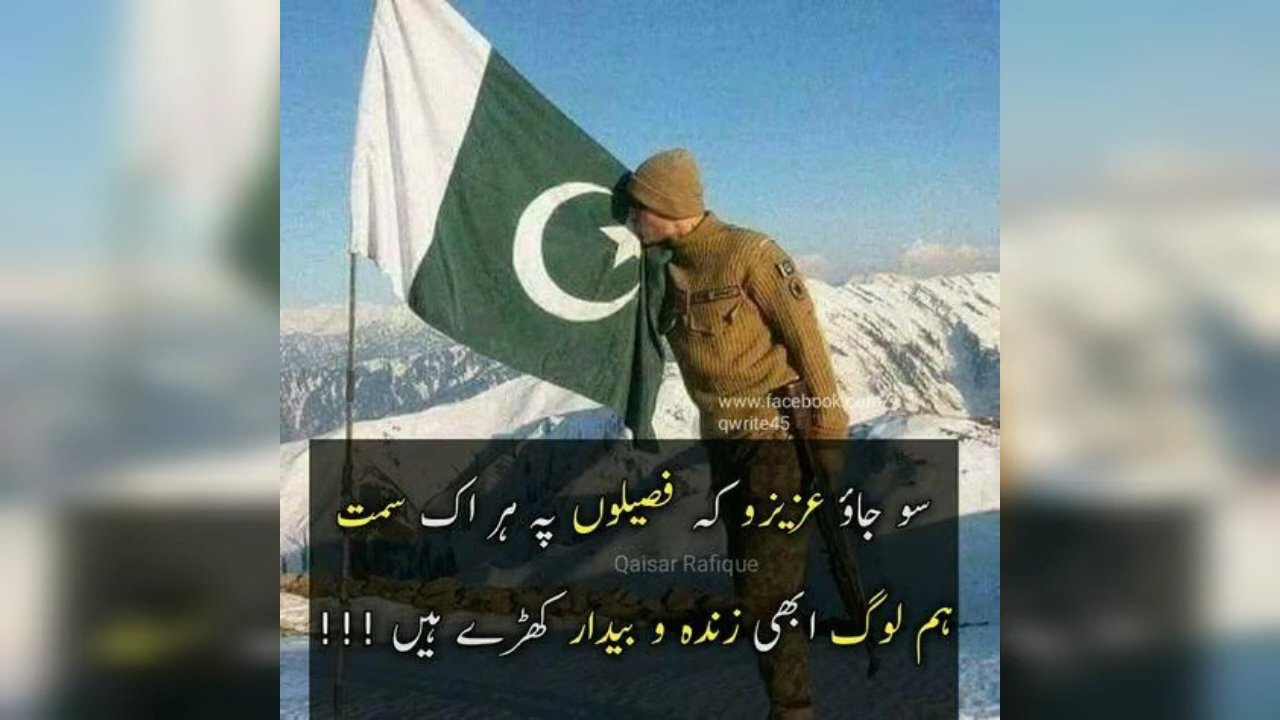 www.facebook.com/
qwrite45
سو جاؤ عزیزو کہ فصیلوں پہ ہر اک سمت
Qaisar Rafique
ہم لوگ ابھی زندہ و بیدار کھڑے ہیں !!!